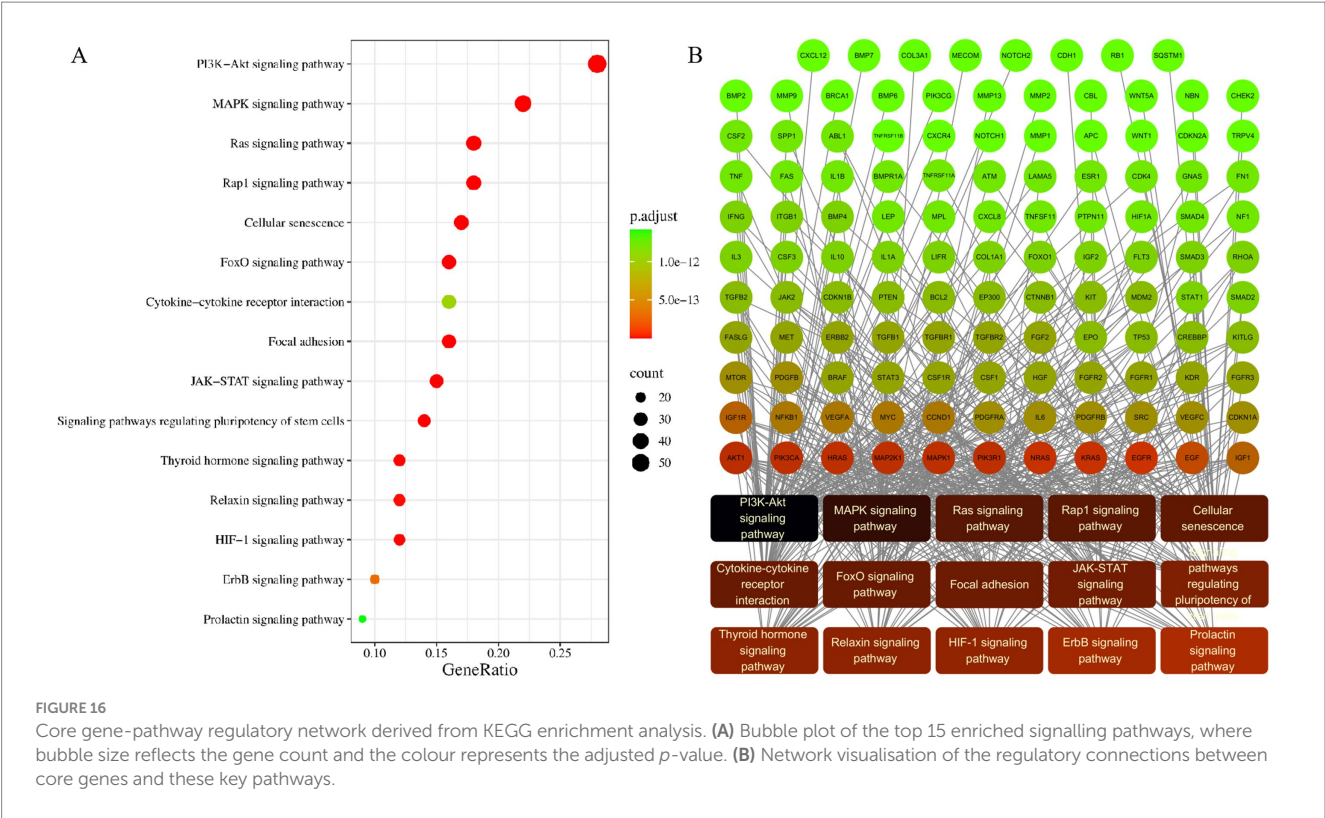 A
PI3K−Akt signaling pathway
MAPK signaling pathway
Ras signaling pathway
Rap1 signaling pathway
Cellular senescence
FoxO signaling pathway
Cytokine−cytokine receptor interaction
Focal adhesion
JAK−STAT signaling pathway
Signaling pathways regulating pluripotency of stem cells
Thyroid hormone signaling pathway
Relaxin signaling pathway
HIF−1 signaling pathway
ErbB signaling pathway
Prolactin signaling pathway
0.10 0.15 0.20 0.25
GeneRatio
p.adjust
1.0e−12
5.0e−13
count
20
30
40
50
B
CXCL12 BMP7 COL3A1 MECOM NOTCH2 CDH1 RB1 SQSTM1
BMP2 MMP9 BRCA1 BMP6 PIK3CG MMP13 MMP2 CBL WNT5A NBN CHEK2
CSF2 SPP1 ABL1 TNFRSF11B CXCR4 NOTCH1 MMP1 APC WNT1 CDKN2A TRPV4
TNF FAS IL1B BMPR1A TNFRSF11A ATM LAMA5 ESR1 CDK4 GNAS FN1
IFNG ITGB1 BMP4 LEP MPL CXCL8 TNFSF11 PTPN11 HIF1A SMAD4 NF1
IL3 CSF3 IL10 IL1A LIFR COL1A1 FOXO1 IGF2 FLT3 SMAD3 RHOA
TGFB2 JAK2 CDKN1B PTEN BCL2 EP300 CTNNB1 KIT MDM2 STAT1 SMAD2
FASLG MET ERBB2 TGFB1 TGFBR1 TGFBR2 FGF2 EPO TP53 CREBBP KITLG
MTOR PDGFB BRAF STAT3 CSF1R CSF1 HGF FGFR2 FGFR1 KDR FGFR3
IGF1R NFKB1 VEGFA MYC CCND1 PDGFRA IL6 PDGFRB SRC VEGFC CDKN1A
AKT1 PIK3CA HRAS MAP2K1 MAPK1 PIK3R1 NRAS KRAS EGFR EGF IGF1
PI3K-Akt
signaling
pathway
MAPK signaling
pathway
Ras signaling
pathway
Rap1 signaling
pathway
Cellular
senescence
Cytokine-cytokine
receptor
interaction
FoxO signaling
pathway
Focal adhesion
JAK-STAT
signaling
pathway
pathways
regulating
pluripotency of
Thyroid hormone
signaling
pathway
Relaxin signaling
pathway
HIF-1 signaling
pathway
ErbB signaling
pathway
Prolactin
signaling
pathway
FIGURE 16
Core gene-pathway regulatory network derived from KEGG enrichment analysis. (A) Bubble plot of the top 15 enriched signalling pathways, where
bubble size reflects the gene count and the colour represents the adjusted p-value. (B) Network visualisation of the regulatory connections between
core genes and these key pathways.